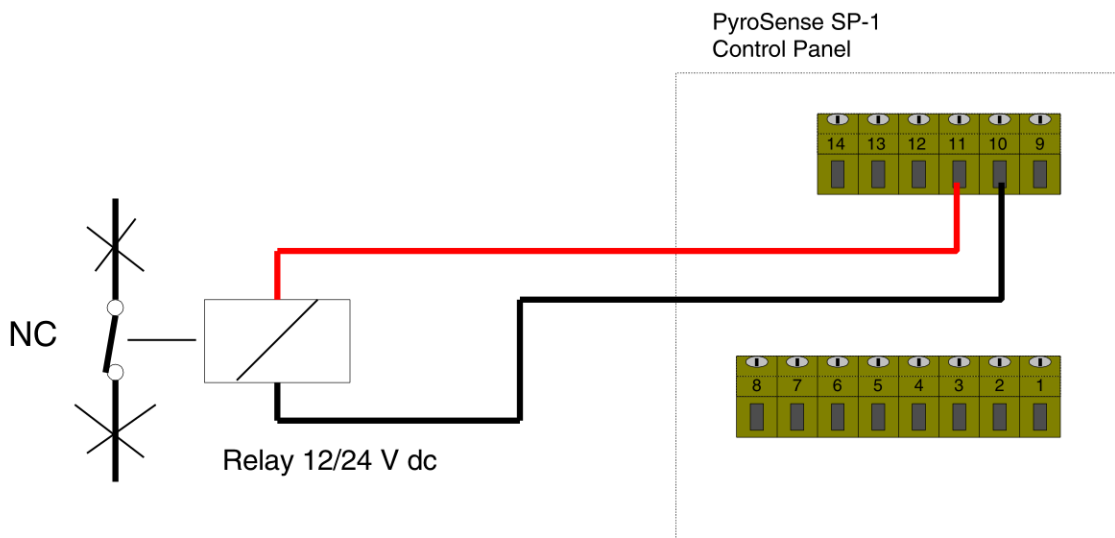 PyroSense SP-1
Control Panel
14 13 12 11 10 9
NC
8 7 6 5 4 3 2 1
Relay 12/24 V dc